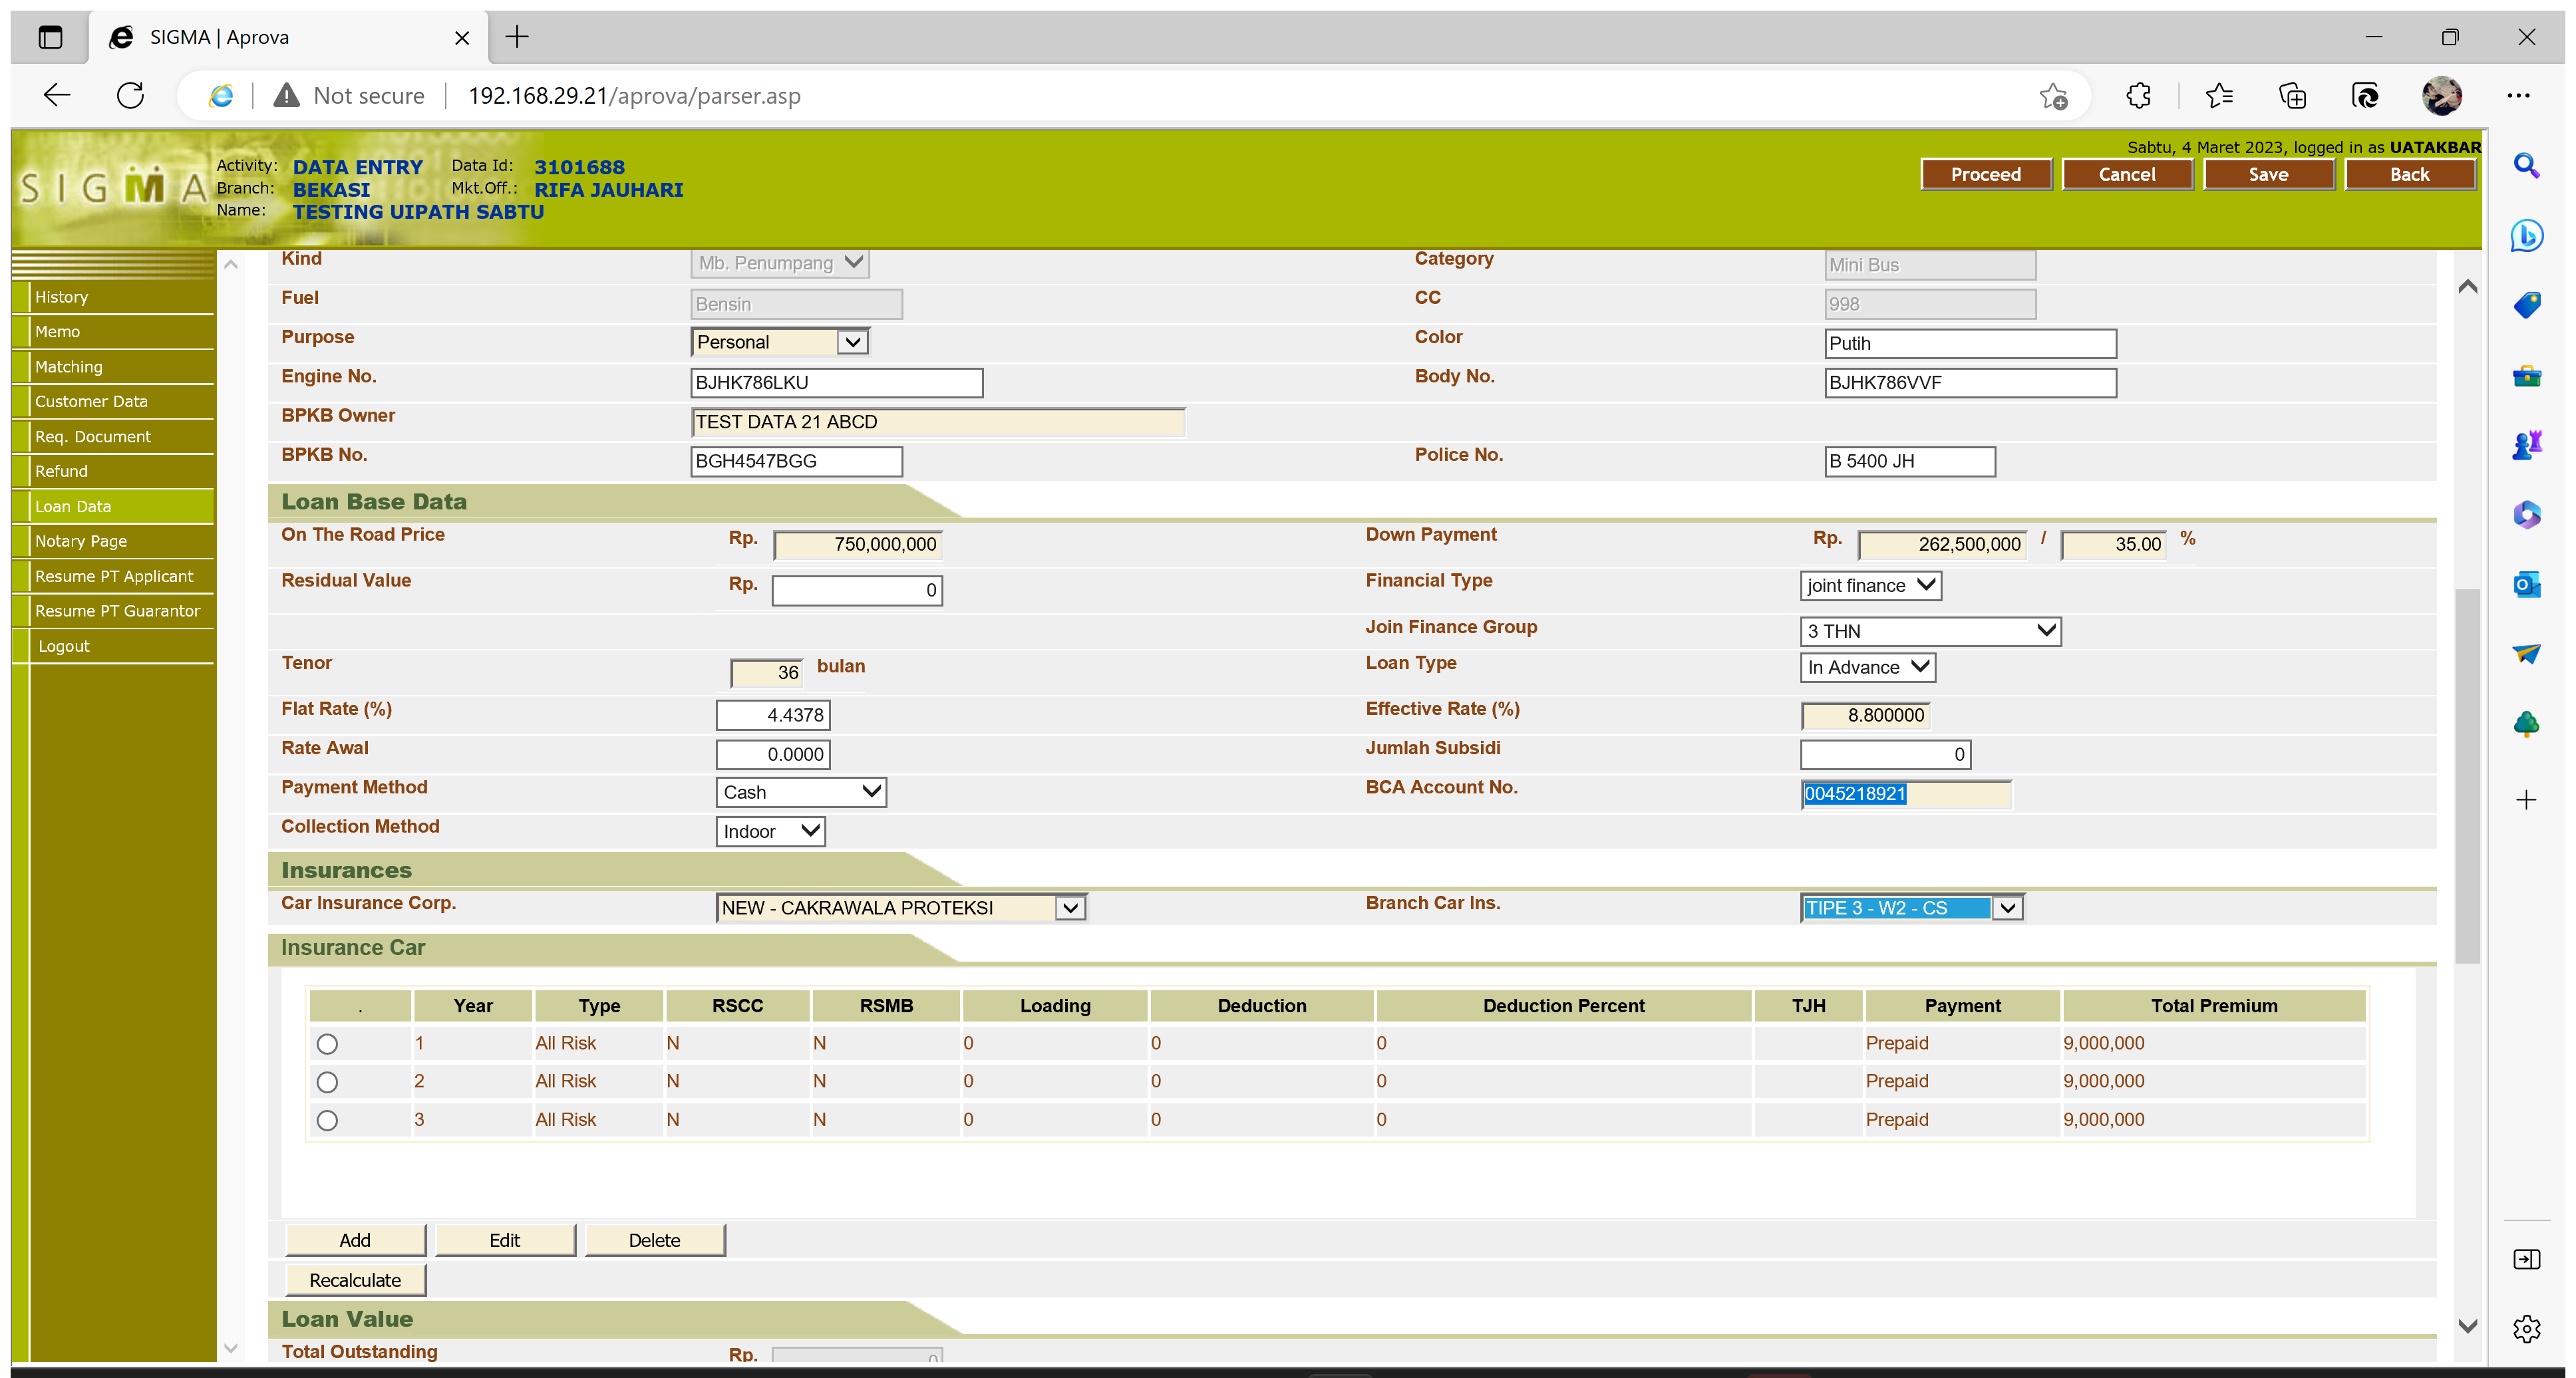 SIGMA | Aprova
Not secure 192.168.29.21/aprova/parser.asp
Sabtu, 4 Maret 2023, logged in as UATAKBAR
SIGMA
Activity: DATA ENTRY Data Id: 3101688
Branch: BEKASI Mkt.Off.: RIFA JAUHARI
Name: TESTING UIPATH SABTU
Proceed Cancel Save Back
History
Memo
Matching
Customer Data
Req. Document
Refund
Loan Data
Notary Page
Resume PT Applicant
Resume PT Guarantor
Logout
Kind Mb. Penumpang Category Mini Bus
Fuel Bensin CC 998
Purpose Personal Color Putih
Engine No. BJHK786LKU Body No. BJHK786VVF
BPKB Owner TEST DATA 21 ABCD
BPKB No. BGH4547BGG Police No. B 5400 JH
Loan Base Data
On The Road Price Rp. 750,000,000 Down Payment Rp. 262,500,000 / 35.00 %
Residual Value Rp. 0 Financial Type joint finance
Join Finance Group 3 THN
Tenor 36 bulan Loan Type In Advance
Flat Rate (%) 4.4378 Effective Rate (%) 8.800000
Rate Awal 0.0000 Jumlah Subsidi 0
Payment Method Cash BCA Account No. 0045218921
Collection Method Indoor
Insurances
Car Insurance Corp. NEW - CAKRAWALA PROTEKSI Branch Car Ins. TIPE 3 - W2 - CS
Insurance Car
. Year Type RSCC RSMB Loading Deduction Deduction Percent TJH Payment Total Premium
1 All Risk N N 0 0 0 Prepaid 9,000,000
2 All Risk N N 0 0 0 Prepaid 9,000,000
3 All Risk N N 0 0 0 Prepaid 9,000,000
Add Edit Delete
Recalculate
Loan Value
Total Outstanding Rp. 0